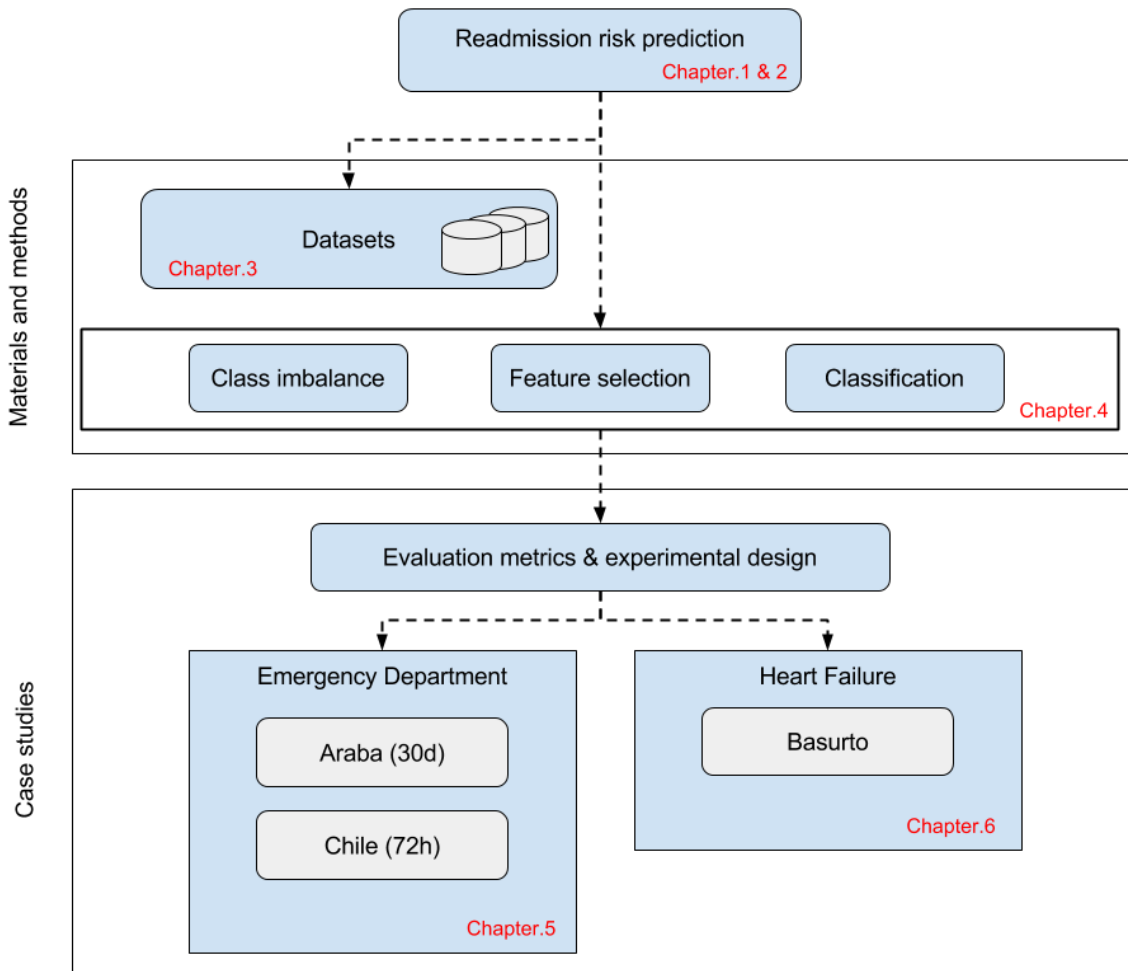 Readmission risk prediction
Chapter.1 & 2
Materials and methods
Datasets
Chapter.3
Class imbalance
Feature selection
Classification
Chapter.4
Case studies
Evaluation metrics & experimental design
Emergency Department
Araba (30d)
Chile (72h)
Chapter.5
Heart Failure
Basurto
Chapter.6